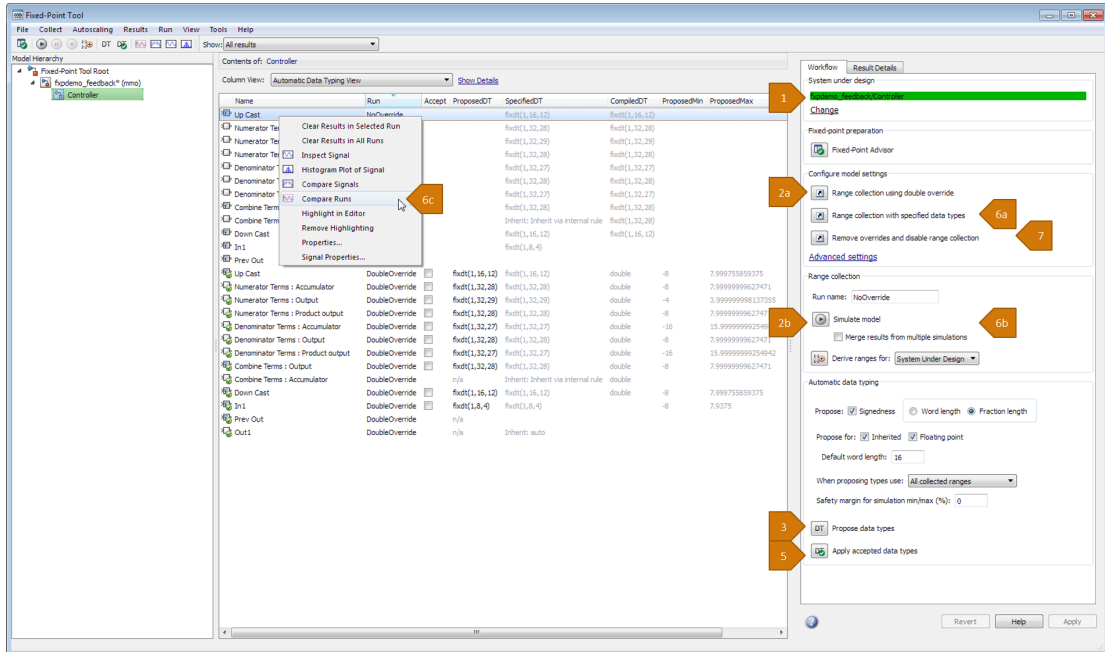 Fixed-Point Tool
File Collect Autoscaling Results Run View Tools Help
DT Show: All results
Model Hierarchy
Fixed-Point Tool Root
fxpdemo_feedback* (mmo)
Controller
Contents of: Controller
Column View: Automatic Data Typing View Show Details
Name Run Accept ProposedDT SpecifiedDT CompiledDT ProposedMin ProposedMax
Up Cast NoOverride fixdt(1,16,12) fixdt(1,16,12)
Numerator Te fixdt(1,32,28) fixdt(1,32,28)
Numerator Te fixdt(1,32,29) fixdt(1,32,29)
Numerator Te fixdt(1,32,28) fixdt(1,32,28)
Denominator T fixdt(1,32,27) fixdt(1,32,27)
Denominator T fixdt(1,32,28) fixdt(1,32,28)
Denominator T fixdt(1,32,27) fixdt(1,32,27)
Combine Terms fixdt(1,32,28) fixdt(1,32,28)
Combine Term Inherit: Inherit via internal rule fixdt(1,32,28)
Down Cast fixdt(1,16,12) fixdt(1,16,12)
In1 fixdt(1,8,4)
Prev Out
Up Cast DoubleOverride fixdt(1,16,12) fixdt(1,16,12) double -8 7.999755859375
Numerator Terms : Accumulator DoubleOverride fixdt(1,32,28) fixdt(1,32,28) double -8 7.99999999627471
Numerator Terms : Output DoubleOverride fixdt(1,32,29) fixdt(1,32,29) double -4 3.999999998137355
Numerator Terms : Product output DoubleOverride fixdt(1,32,28) fixdt(1,32,28) double -8 7.9999999962747
Denominator Terms : Accumulator DoubleOverride fixdt(1,32,27) fixdt(1,32,27) double -16 15.9999999925494
Denominator Terms : Output DoubleOverride fixdt(1,32,28) fixdt(1,32,28) double -8 7.99999999627471
Denominator Terms : Product output DoubleOverride fixdt(1,32,27) fixdt(1,32,27) double -16 15.99999999254942
Combine Terms : Output DoubleOverride fixdt(1,32,28) fixdt(1,32,28) double -8 7.99999999627471
Combine Terms : Accumulator DoubleOverride n/a Inherit: Inherit via internal rule double
Down Cast DoubleOverride fixdt(1,16,12) fixdt(1,16,12) double -8 7.999755859375
In1 DoubleOverride fixdt(1,8,4) fixdt(1,8,4) -8 7.9375
Prev Out DoubleOverride n/a
Out1 DoubleOverride n/a Inherit: auto
Clear Results in Selected Run
Clear Results in All Runs
Inspect Signal
Histogram Plot of Signal
Compare Signals
Compare Runs
Highlight in Editor
Remove Highlighting
Properties...
Signal Properties...
6c
Workflow Result Details
System under design
1
fxpdemo_feedback/Controller
Change
Fixed-point preparation
Fixed-Point Advisor
Configure model settings
2a
Range collection using double override
Range collection with specified data types
6a
Remove overrides and disable range collection
7
Advanced settings
Range collection
Run name: NoOverride
2b
Simulate model
6b
Merge results from multiple simulations
Derive ranges for: System Under Design
Automatic data typing
Propose: Signedness Word length Fraction length
Propose for: Inherited Floating point
Default word length: 16
When proposing types use: All collected ranges
Safety margin for simulation min/max (%): 0
3
DT Propose data types
5
Apply accepted data types
Revert Help Apply